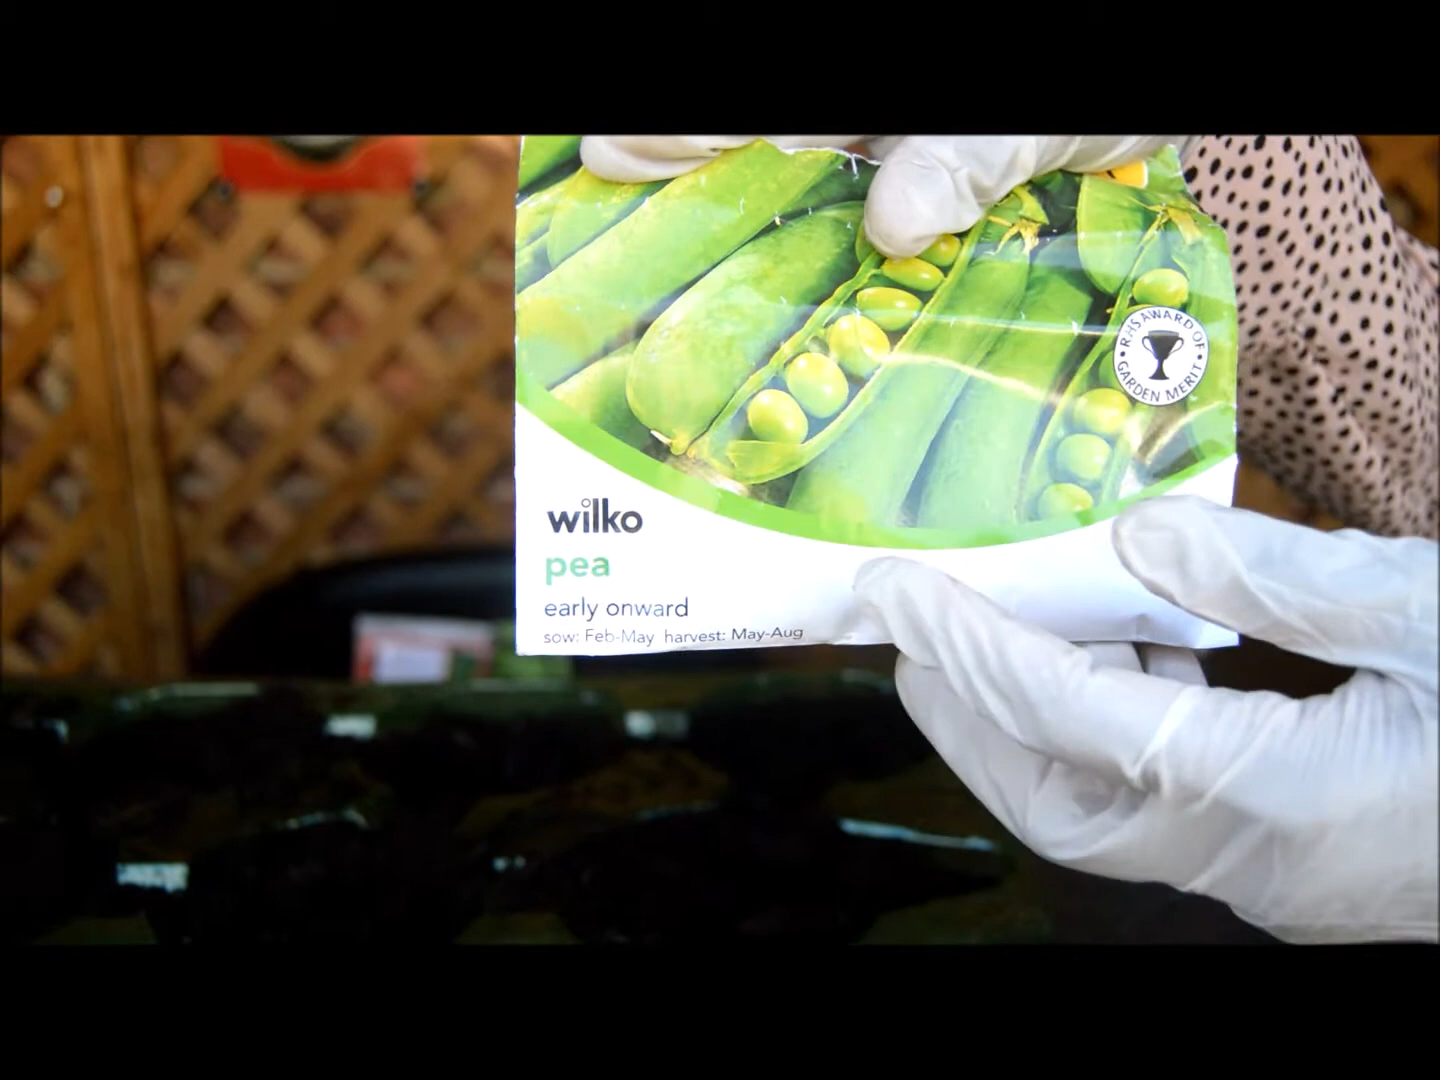 RHS AWARD OF
GARDEN MERIT
wilko
pea
early onward
sow: Feb-May harvest: May-Aug